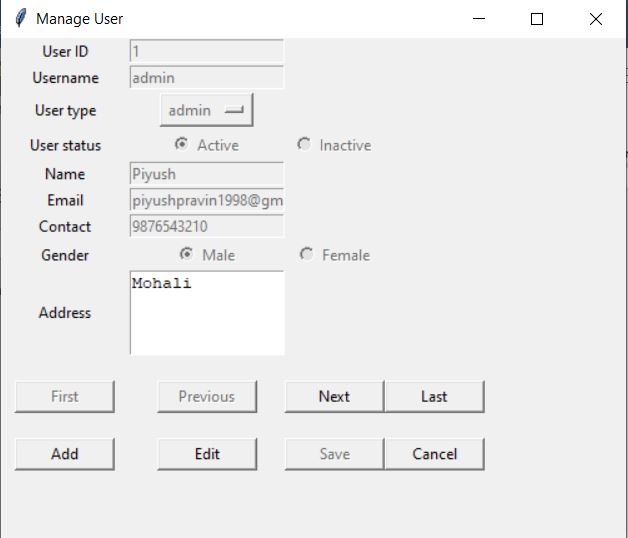 Manage User
User ID 1
Username admin
User type admin
User status Active Inactive
Name Piyush
Email piyushpravin1998@gm
Contact 9876543210
Gender Male Female
Mohali
Address
First Previous Next Last
Add Edit Save Cancel